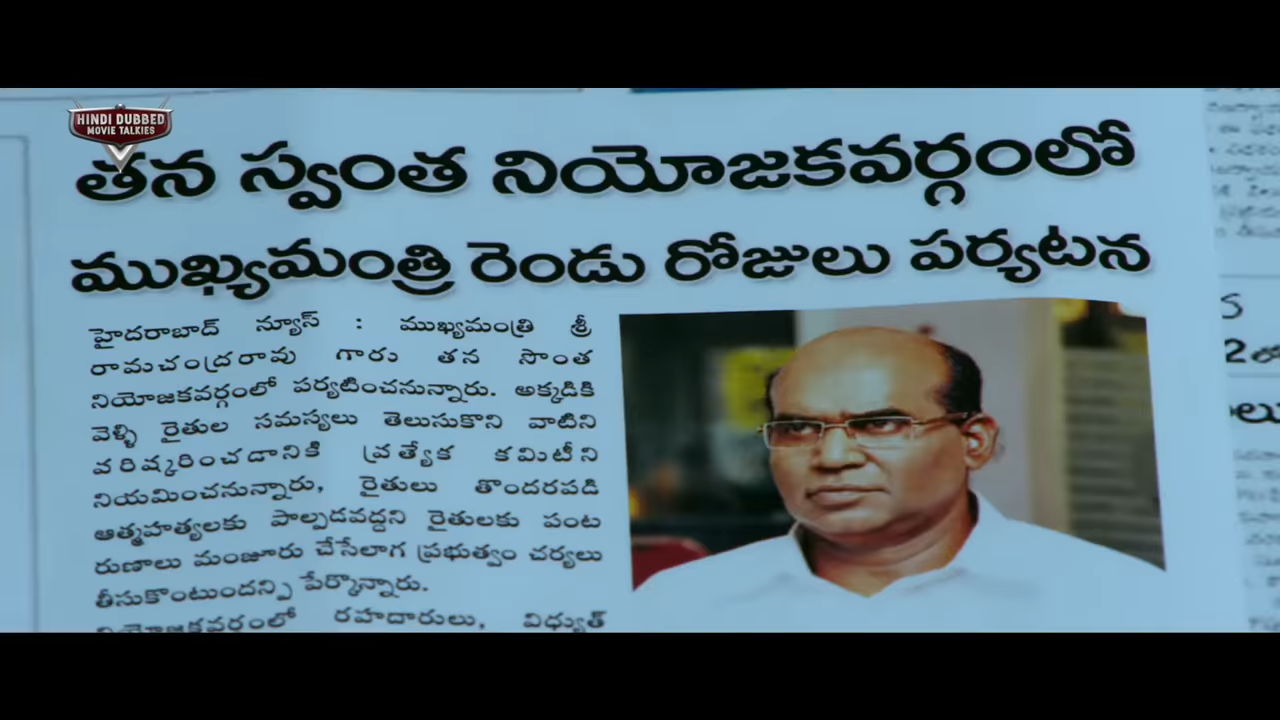 HINDI DUBBED
MOVIE TALKIES
తన స్వంత నియోజకవర్గంలో
ముఖ్యమంత్రి రెండు రోజులు పర్యటన
హైదరాబాద్ న్యూస్ : ముఖ్యమంత్రి శ్రీ
రామచంద్రరావు గారు తన సొంత
నియోజకవర్గంలో పర్యటించనున్నారు. అక్కడికి
వెళ్ళి రైతుల సమస్యలు తెలుసుకొని వాటిని
పరిష్కరించడానికి ప్రత్యేక కమిటీని
నియమించనున్నారు, రైతులు తొందరపడి
ఆత్మహత్యలకు పాల్పడవద్దని రైతులకు పంట
రుణాలు మంజూరు చేసేలాగ ప్రభుత్వం చర్యలు
తీసుకొంటుందన్ని పేర్కొన్నారు.
నియోజకవర్గంలో రహదారులు, విధ్యుత్